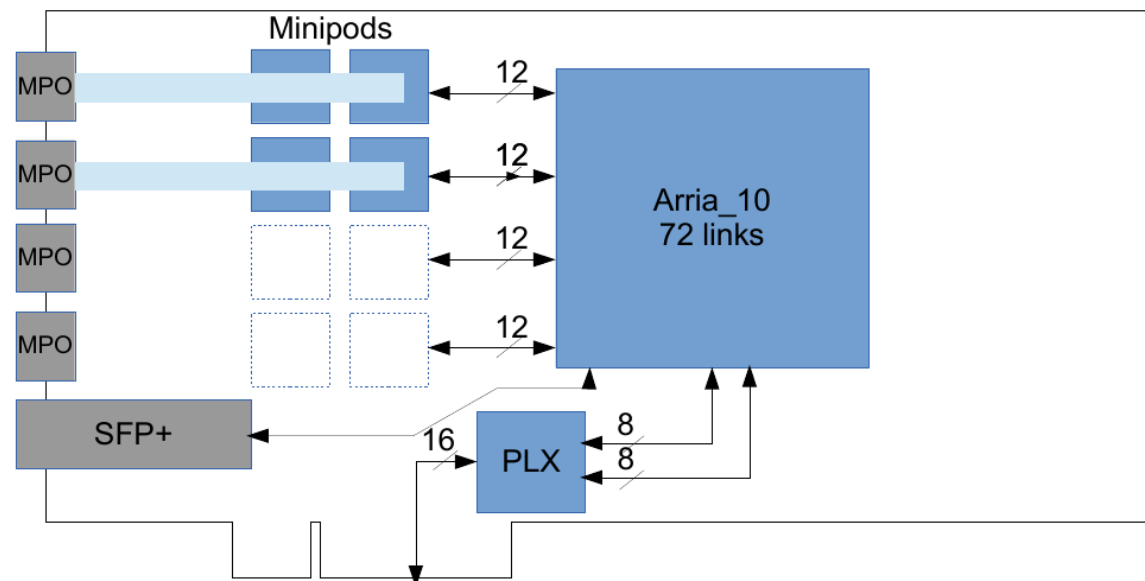 Minipods
MPO
12
MPO
12
Arria_10
72 links
MPO
12
MPO
12
SFP+
16
PLX
8
8